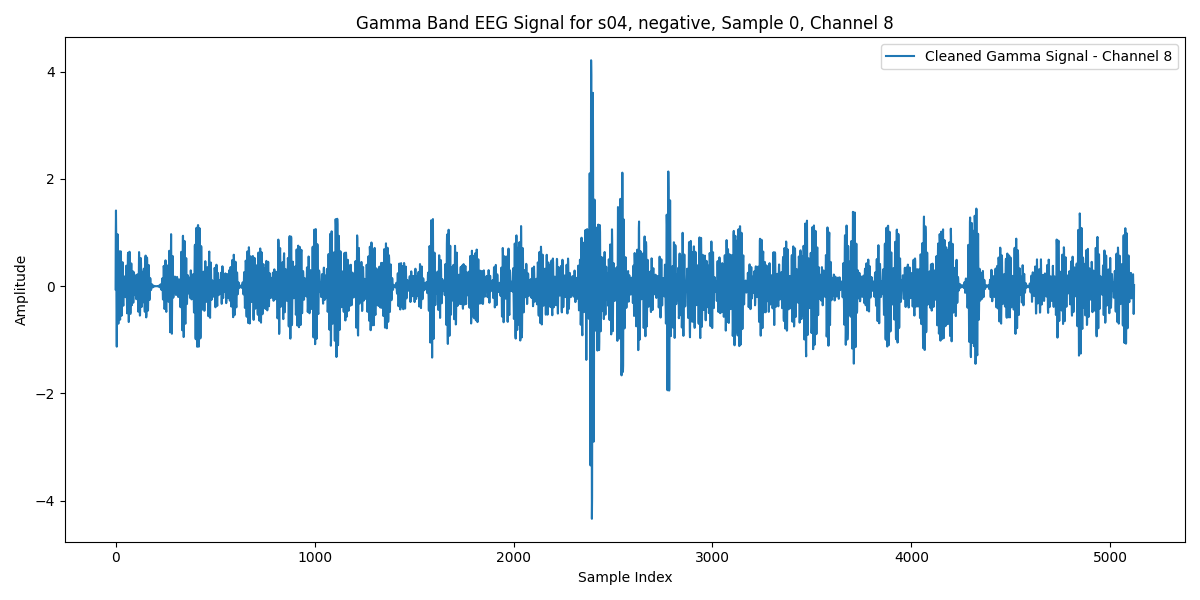 Gamma Band EEG Signal for s04, negative, Sample 0, Channel 8
Cleaned Gamma Signal - Channel 8
Amplitude
4
2
0
−2
−4
0 1000 2000 3000 4000 5000
Sample Index